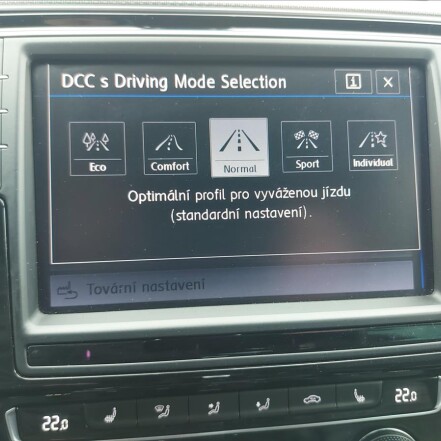 DCC s Driving Mode Selection
Eco
Comfort
Normal
Sport
Individual
Optimální profil pro vyváženou jízdu
(standardní nastavení).
Tovární nastavení
22.0
22.0